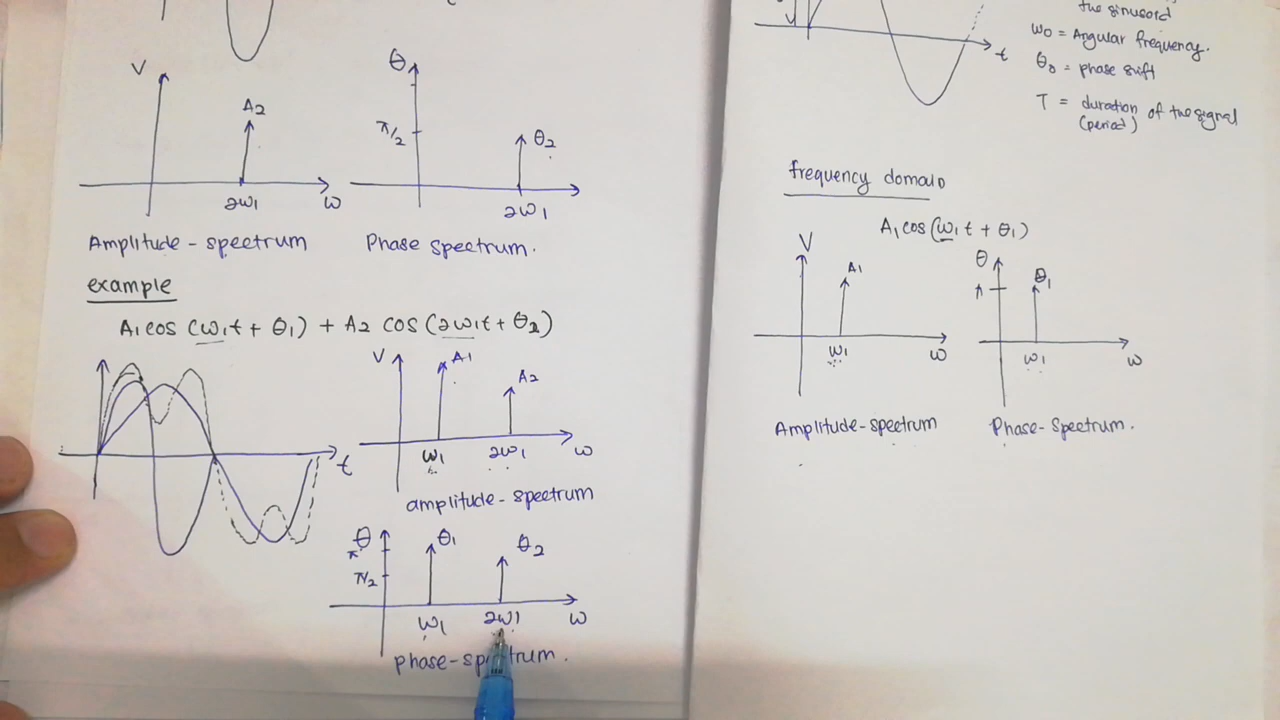 V
A2
2ω1
ω
Amplitude - spectrum
θ
π/2
θ2
2ω1
Phase spectrum.
example
A1 cos (ω1t + θ1) + A2 cos (2ω1t + θ2)
t
V
A1
A2
ω1
2ω1
ω
amplitude - spectrum
θ
π
π/2
θ1
θ2
ω1
2ω1
ω
phase-spectrum.
the sinusoid
t
ω0 = Angular frequency.
θ0 = phase shift
T = duration of the signal
(period)
frequency domain
A1 cos (ω1t + θ1)
V
A1
ω1
ω
Amplitude-spectrum
θ
π
θ1
ω1
ω
Phase-Spectrum.